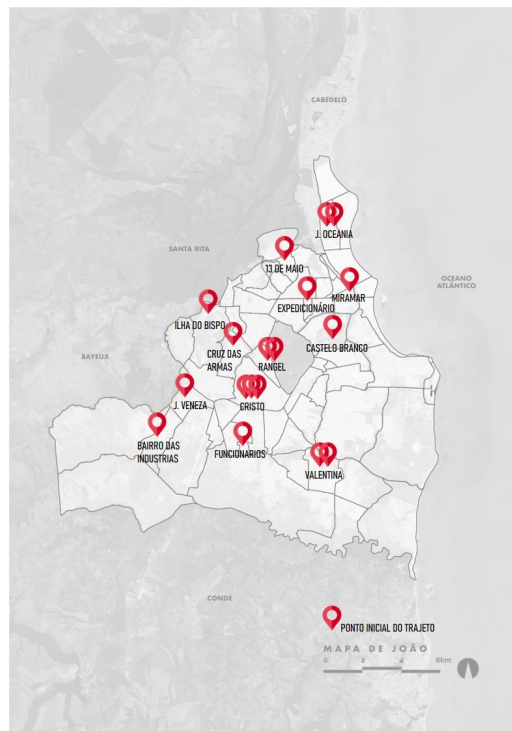 CABEDELO
J. OCEANIA
SANTA RITA
13 DE MAIO
OCEANO
ATLÂNTICO
MIRAMAR
EXPEDICIONÁRIO
ILHA DO BISPO
CASTELO BRANCO
CRUZ DAS
ARMAS
RANGEL
BAYEUX
J. VENEZA
CRISTO
BAIRRO DAS
INDUSTRIAS
FUNCIONÁRIOS
VALENTINA
CONDE
PONTO INICIAL DO TRAJETO
MAPA DE JOÃO
0 2 4 6km